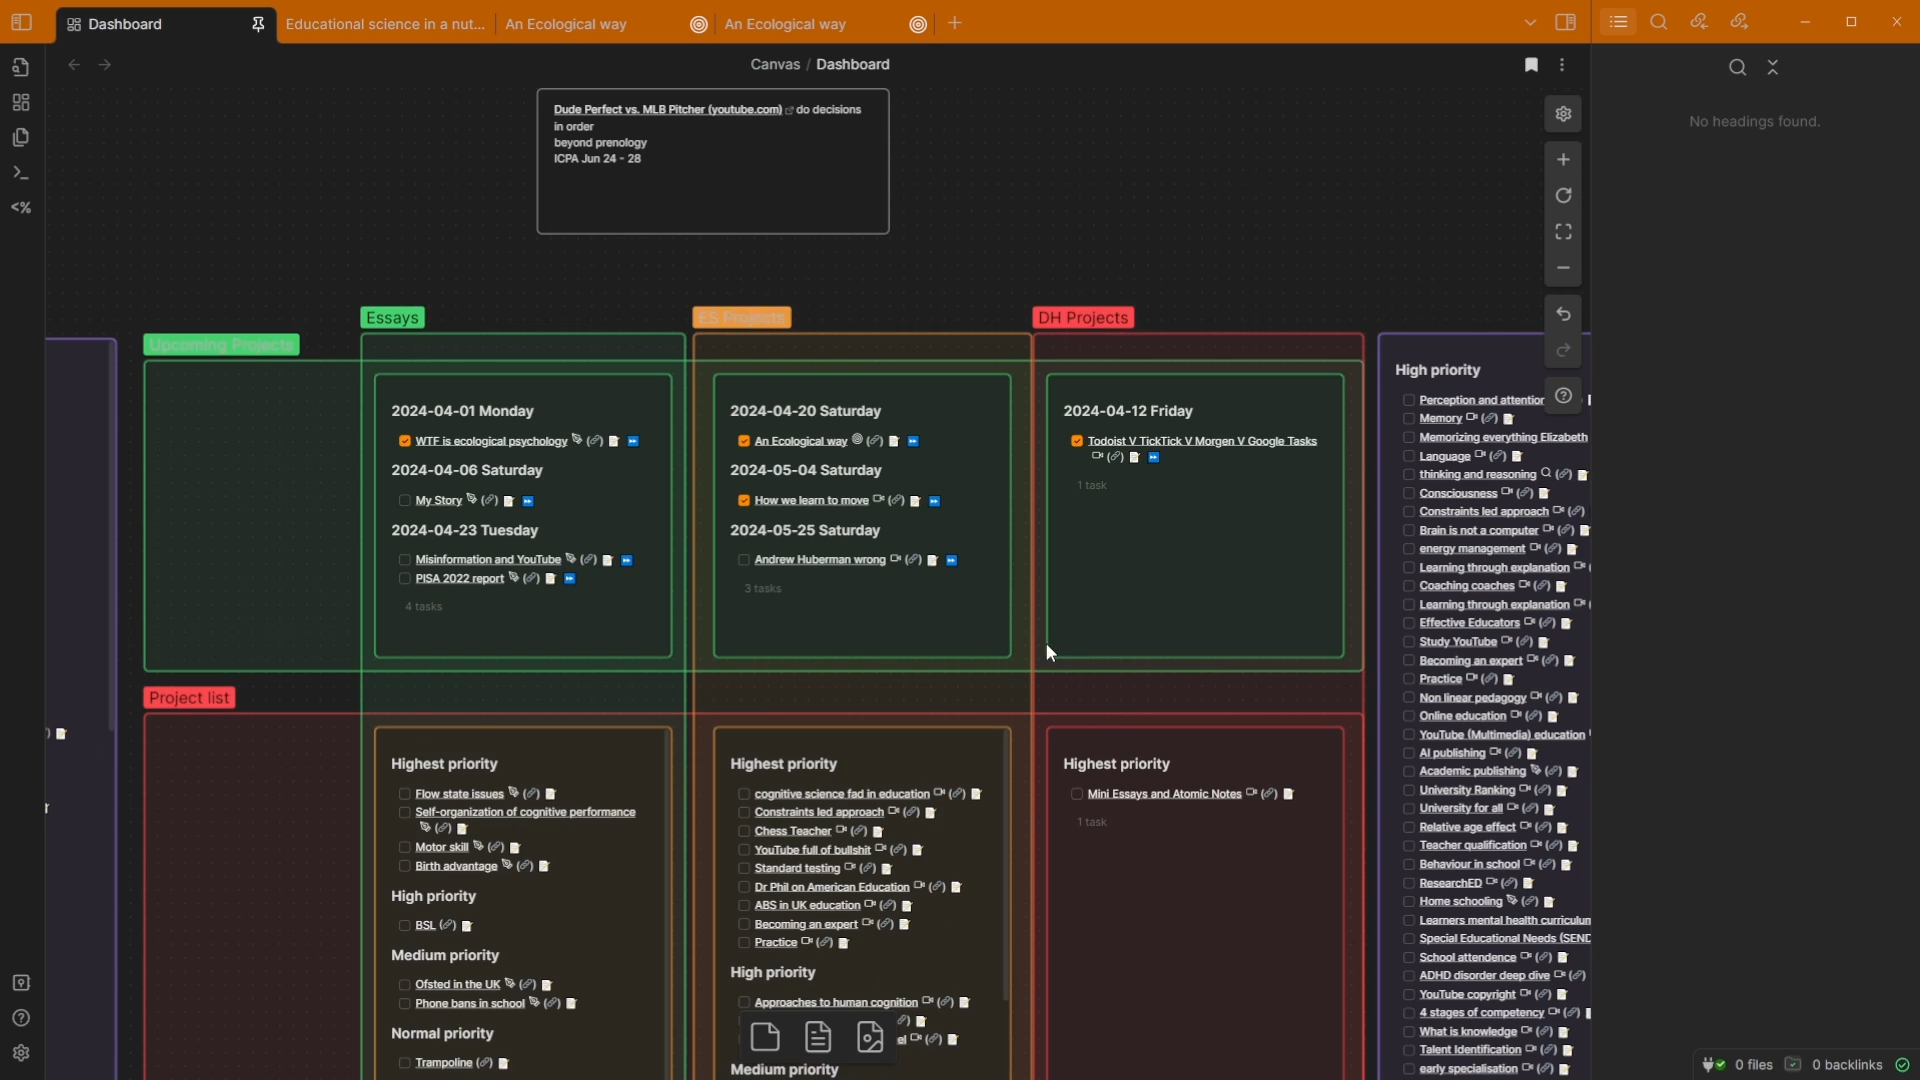 Dashboard
Educational science in a nut...
An Ecological way
An Ecological way
Canvas / Dashboard
No headings found.
Dude Perfect vs. MLB Pitcher (youtube.com) do decisions
in order
beyond prenology
ICPA Jun 24 - 28
Upcoming Projects
Essays
ES Projects
DH Projects
2024-04-01 Monday
WTF is ecological psychology
2024-04-06 Saturday
My Story
2024-04-23 Tuesday
Misinformation and YouTube
PISA 2022 report
4 tasks
2024-04-20 Saturday
An Ecological way
2024-05-04 Saturday
How we learn to move
2024-05-25 Saturday
Andrew Huberman wrong
3 tasks
2024-04-12 Friday
Todoist V TickTick V Morgen V Google Tasks
1 task
Project list
Highest priority
Flow state issues
Self-organization of cognitive performance
Motor skill
Birth advantage
High priority
BSL
Medium priority
Ofsted in the UK
Phone bans in school
Normal priority
Trampoline
Highest priority
cognitive science fad in education
Constraints led approach
Chess Teacher
YouTube full of bullshit
Standard testing
Dr Phil on American Education
ABS in UK education
Becoming an expert
Practice
High priority
Approaches to human cognition
el
Medium priority
Highest priority
Mini Essays and Atomic Notes
1 task
High priority
Perception and attention
Memory
Memorizing everything Elizabeth
Language
thinking and reasoning
Consciousness
Constraints led approach
Brain is not a computer
energy management
Learning through explanation
Coaching coaches
Learning through explanation
Effective Educators
Study YouTube
Becoming an expert
Practice
Non linear pedagogy
Online education
YouTube (Multimedia) education
AI publishing
Academic publishing
University Ranking
University for all
Relative age effect
Teacher qualification
Behaviour in school
ResearchED
Home schooling
Learners mental health curriculum
Special Educational Needs (SEND
School attendence
ADHD disorder deep dive
YouTube copyright
4 stages of competency
What is knowledge
Talent Identification
early specialisation
0 files
0 backlinks